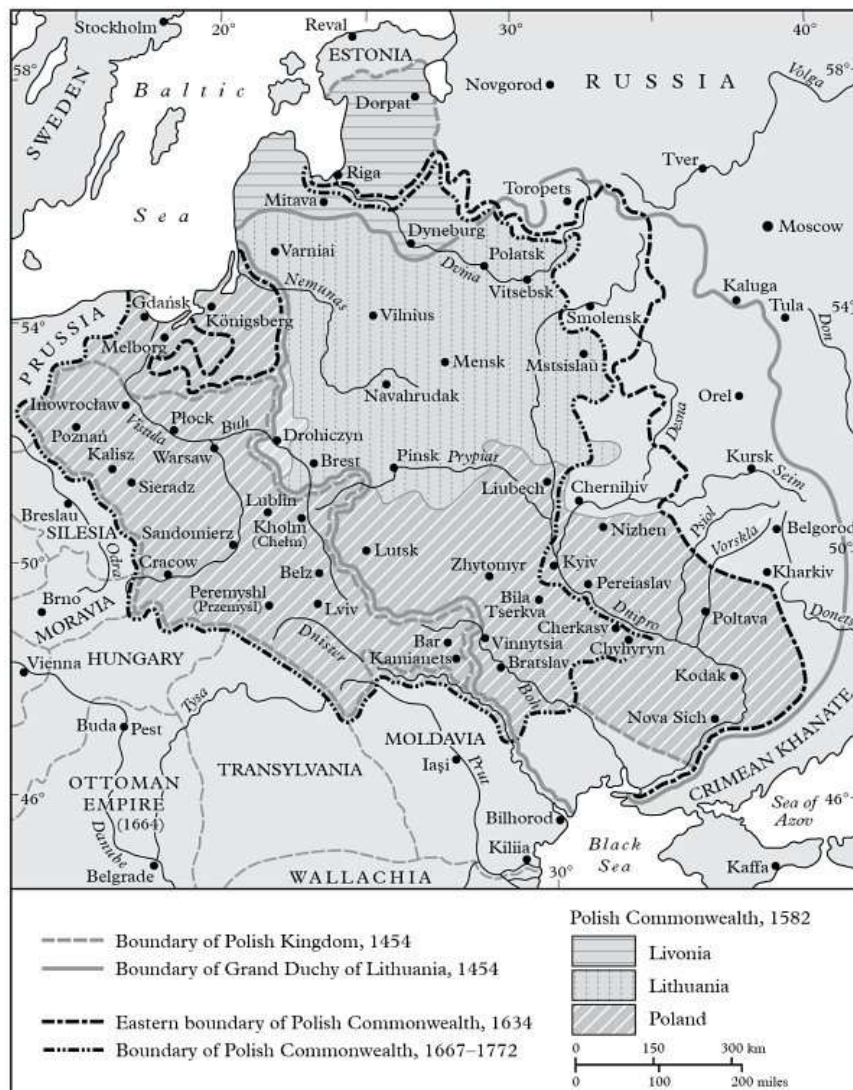 Stockholm
20°
Reval
30°
40°
ESTONIA
58°
58°
Volga
Novgorod
RUSSIA
Baltic
Dorpat
SWEDEN
Tver
Riga
Toropets
Sea
Mitava
Moscow
Dyneburg
Varniai
Polatsk
Dvina
Nemunas
Vitsebsk
Kaluga
Gdańsk
Tula
54°
54°
Königsberg
Vilnius
Smolensk
Don
PRUSSIA
Melborg
Mensk
Mstsislaŭ
Navahrudak
Orel
Inowrocław
Płock
Buh
Desna
Vistula
Drohiczyn
Poznań
Warsaw
Kursk
Kalisz
Brest
Pinsk
Prypiar
Seim
Sieradz
Liubech
Chernihiv
Lublin
Psiol
Breslau
Kholm
Nizhen
Belgorod
SILESIA
Sandomierz
(Chełm)
Vorskla
50°
50°
Odra
Lutsk
Kyiv
Cracow
Zhytomyr
Kharkiv
Belz
Pereiaslav
Brno
Peremyshl
Bila
Donets
(Przemyśl)
Lviv
Tserkva
Dnipro
Poltava
MORAVIA
Cherkasy
Dnister
Bar
Vinnytsia
Chyhyryn
HUNGARY
Kamianets
Vienna
Bratslav
Kodak
Tysa
Boh
Buda
Pest
Nova Sich
MOLDAVIA
TRANSYLVANIA
Iaşi
Prut
CRIMEAN KHANATE
46°
46°
OTTOMAN
EMPIRE
(1664)
Sea of
Azov
Bilhorod
Danube
Black
Sea
Kiliia
Belgrade
30°
Kaffa
WALLACHIA
Boundary of Polish Kingdom, 1454
Boundary of Grand Duchy of Lithuania, 1454
Eastern boundary of Polish Commonwealth, 1634
Boundary of Polish Commonwealth, 1667–1772
Polish Commonwealth, 1582
Livonia
Lithuania
Poland
0 150 300 km
0 100 200 miles